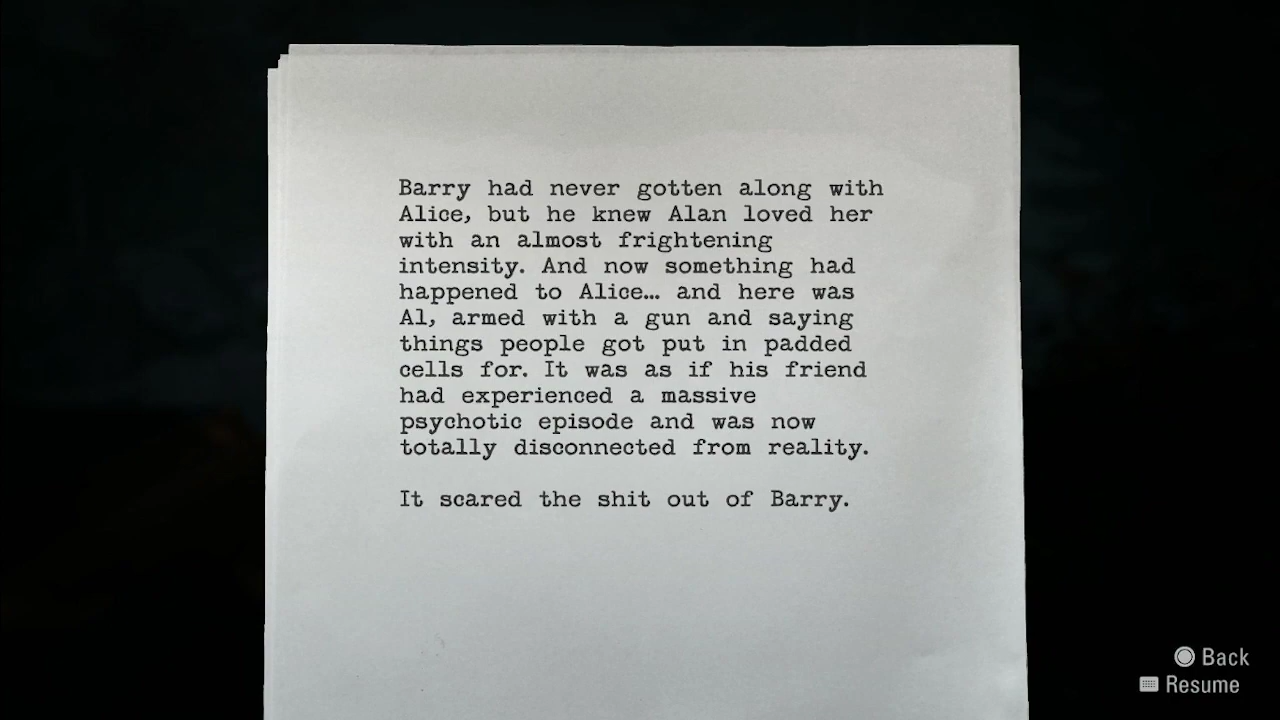 Barry had never gotten along with
Alice, but he knew Alan loved her
with an almost frightening
intensity. And now something had
happened to Alice… and here was
Al, armed with a gun and saying
things people got put in padded
cells for. It was as if his friend
had experienced a massive
psychotic episode and was now
totally disconnected from reality.
It scared the shit out of Barry.
Back
Resume